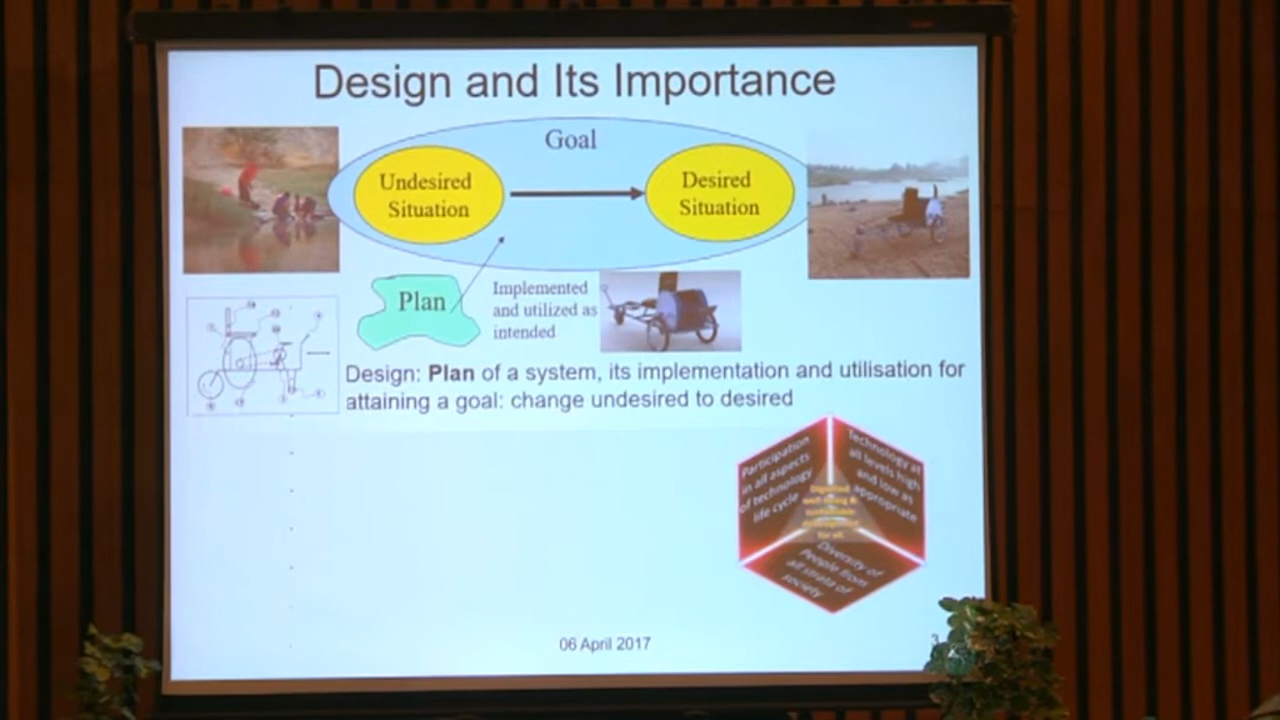 Design and Its Importance
Goal
Undesired
Situation
Desired
Situation
Plan
Implemented
and utilized as
intended
Design: Plan of a system, its implementation and utilisation for
attaining a goal: change undesired to desired
Participation
in all aspects
of technology
life cycle
Technology at
all levels high
and low as
appropriate
for all
Diversity of
People from
all strata of
society
06 April 2017
3